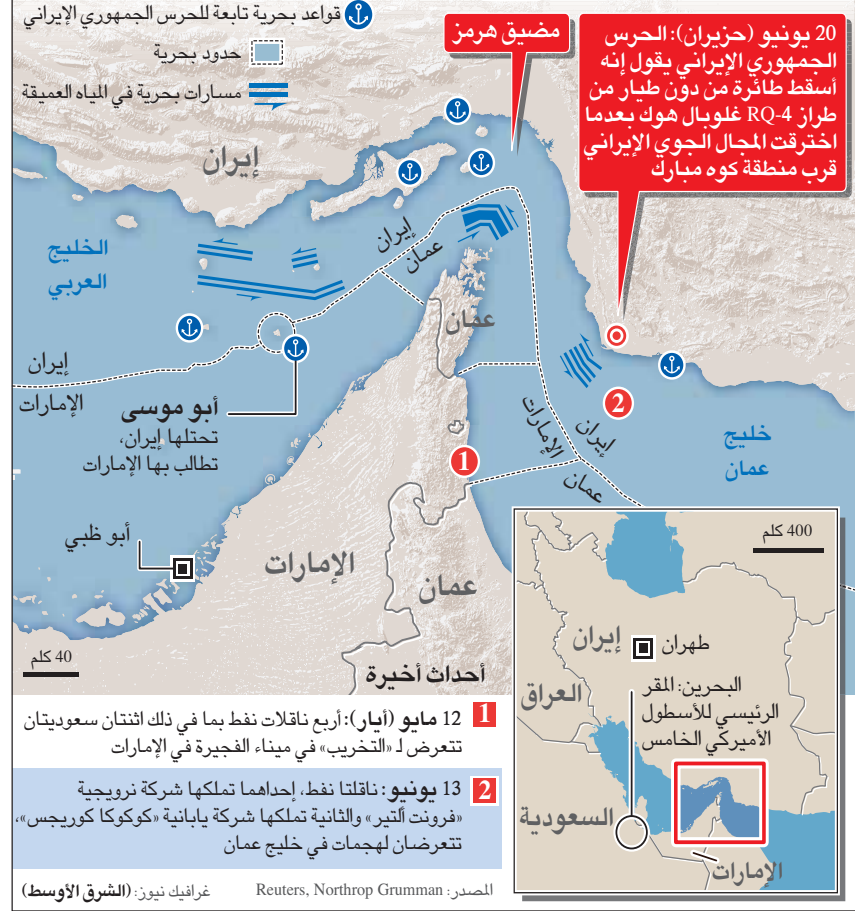 قواعد بحرية تابعة للحرس الجمهوري الإيراني
حدود بحرية
مسارات بحرية في المياه العميقة
مضيق هرمز
20 يونيو (حزيران): الحرس
الجمهوري الإيراني يقول إنه
أسقط طائرة من دون طيار من
طراز RQ-4 غلوبال هوك بعدما
اخترقت المجال الجوي الإيراني
قرب منطقة كوه مبارك
إيران
الخليج
العربي
إيران
عمان
عمان
إيران
الإمارات
أبو موسى
تحتلها إيران،
تطالب بها الإمارات
2
إيران
الإمارات
عمان
خليج
عمان
1
أبو ظبي
الإمارات
عمان
40 كلم
400 كلم
طهران
إيران
العراق
البحرين: المقر
الرئيسي للأسطول
الأميركي الخامس
السعودية
الإمارات
أحداث أخيرة
1 12 مايو (أيار): أربع ناقلات نفط بما في ذلك اثنتان سعوديتان
تتعرض لـ «التخريب» في ميناء الفجيرة في الإمارات
2 13 يونيو: ناقلتا نفط، إحداهما تملكها شركة نرويجية
«فرونت ألتير» والثانية تملكها شركة يابانية «كوكوكا كوريجس»،
تتعرضان لهجمات في خليج عمان
المصدر: Reuters, Northrop Grumman
غرافيك نيوز: (الشرق الأوسط)